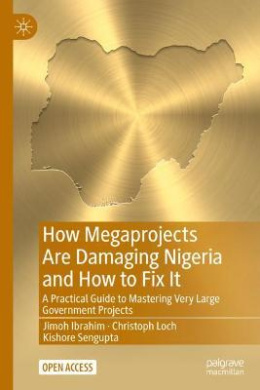 How Megaprojects
Are Damaging Nigeria
and How to Fix It
A Practical Guide to Mastering Very Large
Government Projects
Jimoh Ibrahim · Christoph Loch
Kishore Sengupta
OPEN ACCESS
palgrave
macmillan